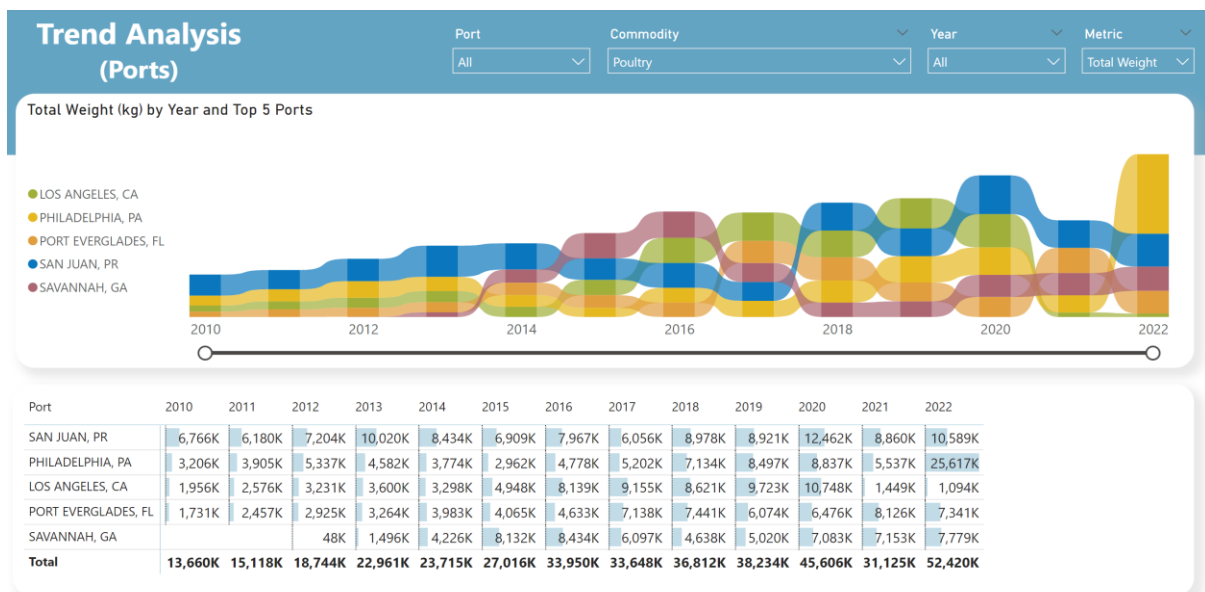 Trend Analysis
(Ports)
Port
Commodity
Year
Metric
All
Poultry
All
Total Weight
Total Weight (kg) by Year and Top 5 Ports
LOS ANGELES, CA
PHILADELPHIA, PA
PORT EVERGLADES, FL
SAN JUAN, PR
SAVANNAH, GA
2010 2012 2014 2016 2018 2020 2022
Port 2010 2011 2012 2013 2014 2015 2016 2017 2018 2019 2020 2021 2022
SAN JUAN, PR 6,766K 6,180K 7,204K 10,020K 8,434K 6,909K 7,967K 6,056K 8,978K 8,921K 12,462K 8,860K 10,589K
PHILADELPHIA, PA 3,206K 3,905K 5,337K 4,582K 3,774K 2,962K 4,778K 5,202K 7,134K 8,497K 8,837K 5,537K 25,617K
LOS ANGELES, CA 1,956K 2,576K 3,231K 3,600K 3,298K 4,948K 8,139K 9,155K 8,621K 9,723K 10,748K 1,449K 1,094K
PORT EVERGLADES, FL 1,731K 2,457K 2,925K 3,264K 3,983K 4,065K 4,633K 7,138K 7,441K 6,074K 6,476K 8,126K 7,341K
SAVANNAH, GA 48K 1,496K 4,226K 8,132K 8,434K 6,097K 4,638K 5,020K 7,083K 7,153K 7,779K
Total 13,660K 15,118K 18,744K 22,961K 23,715K 27,016K 33,950K 33,648K 36,812K 38,234K 45,606K 31,125K 52,420K